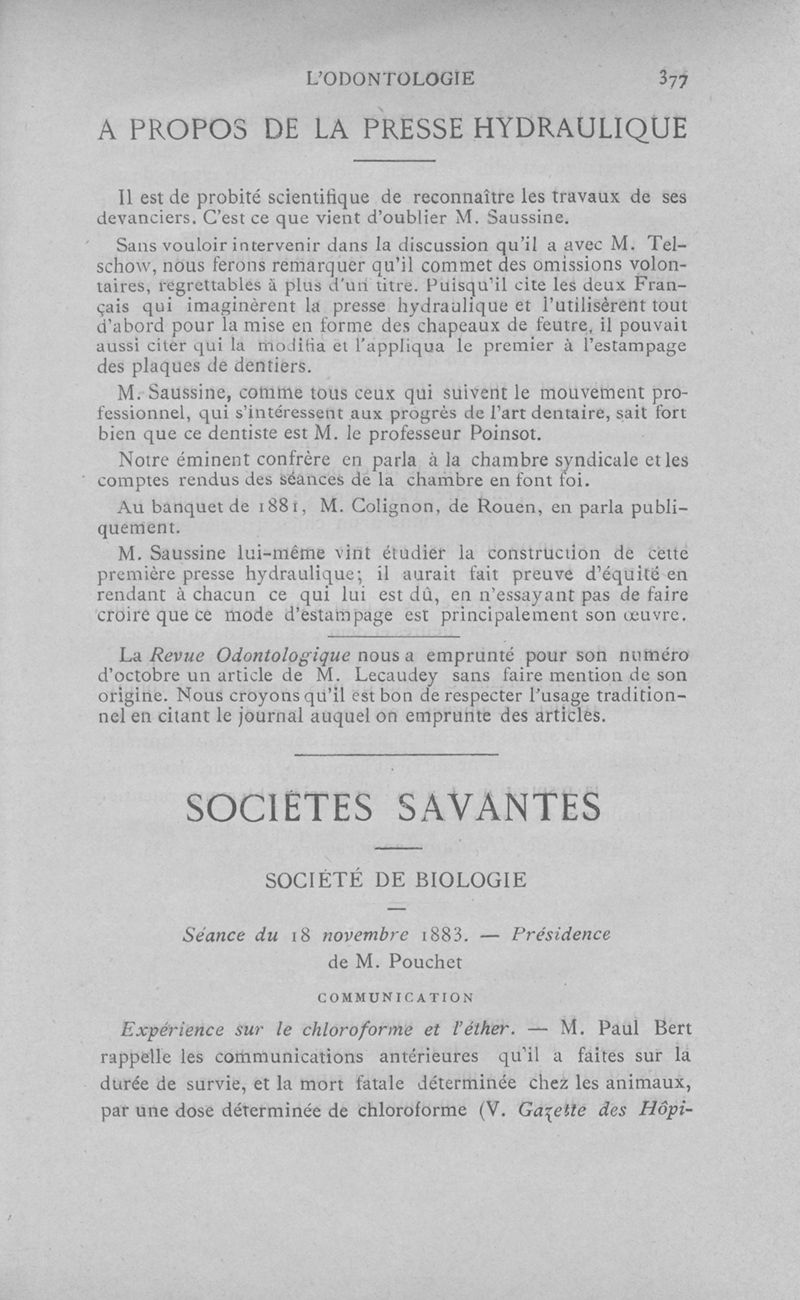 L'ODONTOLOGIE 377
A PROPOS DE LA PRESSE HYDRAULIQUE
Il est de probité scientifique de reconnaître les travaux de ses
devanciers. C'est ce que vient d'oublier M. Saussine.
Sans vouloir intervenir dans la discussion qu'il a avec M. Tel-
schow, nous ferons remarquer qu'il commet des omissions volon-
taires, regrettables à plus d'un titre. Puisqu'il cite les deux Fran-
çais qui imaginèrent la presse hydraulique et l'utilisèrent tout
d'abord pour la mise en forme des chapeaux de feutre, il pouvait
aussi citer qui la modifia et l'appliqua le premier à l'estampage
des plaques de dentiers.
M. Saussine, comme tous ceux qui suivent le mouvement pro-
fessionnel, qui s'intéressent aux progrès de l'art dentaire, sait fort
bien que ce dentiste est M. le professeur Poinsot.
Notre éminent confrère en parla à la chambre syndicale et les
comptes rendus des séances de la chambre en font foi.
Au banquet de 1881, M. Colignon, de Rouen, en parla publi-
quement.
M. Saussine lui-même vint étudier la construction de cette
première presse hydraulique; il aurait fait preuve d'équité en
rendant à chacun ce qui lui est dû, en n'essayant pas de faire
croire que ce mode d'estampage est principalement son œuvre.
La Revue Odontologique nous a emprunté pour son numéro
d'octobre un article de M. Lecaudey sans faire mention de son
origine. Nous croyons qu'il est bon de respecter l'usage tradition-
nel en citant le journal auquel on emprunte des articles.
SOCIÉTES SAVANTES
SOCIÉTÉ DE BIOLOGIE
Séance du 18 novembre 1883. — Présidence
de M. Pouchet
COMMUNICATION
Expérience sur le chloroforme et l'éther. — M. Paul Bert
rappelle les communications antérieures qu'il a faites sur la
durée de survie, et la mort fatale déterminée chez les animaux,
par une dose déterminée de chloroforme (V. Gazette des Hôpi-